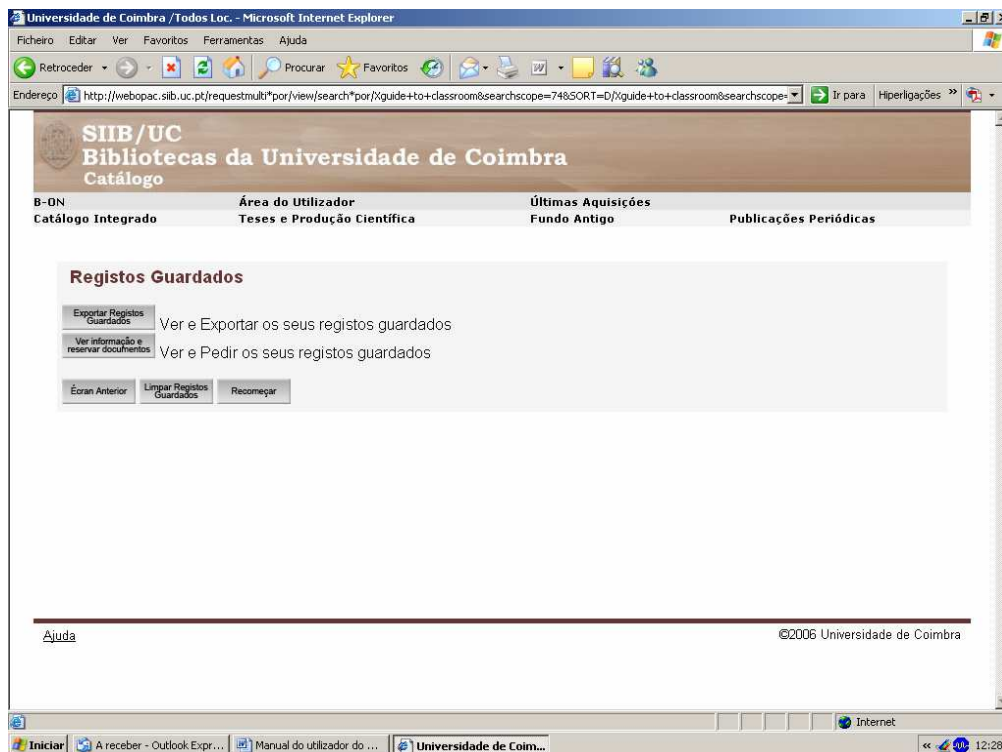 Universidade de Coimbra /Todos Loc. - Microsoft Internet Explorer
Ficheiro Editar Ver Favoritos Ferramentas Ajuda
Retroceder Procurar Favoritos
Endereço http://webopac.siib.uc.pt/requestmulti*por/view/search*por/Xguide+to+classroom&searchscope=74&SORT=D/Xguide+to+classroom&searchscope= Ir para Hiperligações »
SIIB/UC
Bibliotecas da Universidade de Coimbra
Catálogo
B-ON Área do Utilizador Últimas Aquisições
Catálogo Integrado Teses e Produção Científica Fundo Antigo Publicações Periódicas
Registos Guardados
Exportar Registos
Guardados
Ver e Exportar os seus registos guardados
Ver informação e
reservar documentos
Ver e Pedir os seus registos guardados
Écran Anterior Limpar Registos
Guardados
Recomeçar
Ajuda ©2006 Universidade de Coimbra
Internet
Iniciar A receber - Outlook Expr... Manual do utilizador do ... Universidade de Coim... « 12:28